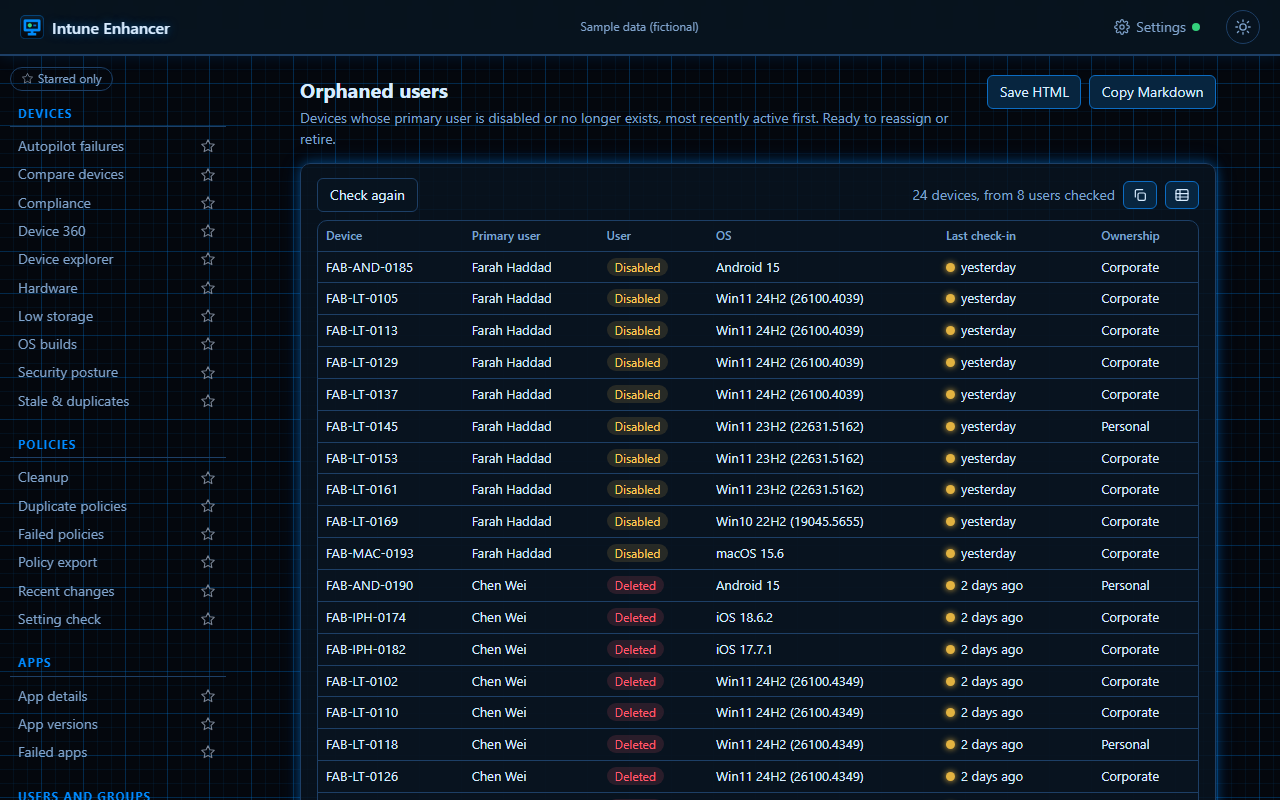 Intune Enhancer
Sample data (fictional)
Settings
Starred only
DEVICES
Autopilot failures
Compare devices
Compliance
Device 360
Device explorer
Hardware
Low storage
OS builds
Security posture
Stale & duplicates
POLICIES
Cleanup
Duplicate policies
Failed policies
Policy export
Recent changes
Setting check
APPS
App details
App versions
Failed apps
USERS AND GROUPS
Orphaned users
Save HTML
Copy Markdown
Devices whose primary user is disabled or no longer exists, most recently active first. Ready to reassign or
retire.
Check again
24 devices, from 8 users checked
Device Primary user User OS Last check-in Ownership
FAB-AND-0185 Farah Haddad Disabled Android 15 yesterday Corporate
FAB-LT-0105 Farah Haddad Disabled Win11 24H2 (26100.4039) yesterday Corporate
FAB-LT-0113 Farah Haddad Disabled Win11 24H2 (26100.4039) yesterday Corporate
FAB-LT-0129 Farah Haddad Disabled Win11 24H2 (26100.4039) yesterday Corporate
FAB-LT-0137 Farah Haddad Disabled Win11 24H2 (26100.4039) yesterday Corporate
FAB-LT-0145 Farah Haddad Disabled Win11 23H2 (22631.5162) yesterday Personal
FAB-LT-0153 Farah Haddad Disabled Win11 23H2 (22631.5162) yesterday Corporate
FAB-LT-0161 Farah Haddad Disabled Win11 23H2 (22631.5162) yesterday Corporate
FAB-LT-0169 Farah Haddad Disabled Win10 22H2 (19045.5655) yesterday Corporate
FAB-MAC-0193 Farah Haddad Disabled macOS 15.6 yesterday Corporate
FAB-AND-0190 Chen Wei Deleted Android 15 2 days ago Personal
FAB-IPH-0174 Chen Wei Deleted iOS 18.6.2 2 days ago Corporate
FAB-IPH-0182 Chen Wei Deleted iOS 17.7.1 2 days ago Corporate
FAB-LT-0102 Chen Wei Deleted Win11 24H2 (26100.4349) 2 days ago Corporate
FAB-LT-0110 Chen Wei Deleted Win11 24H2 (26100.4349) 2 days ago Corporate
FAB-LT-0118 Chen Wei Deleted Win11 24H2 (26100.4349) 2 days ago Personal
FAB-LT-0126 Chen Wei Deleted Win11 24H2 (26100.4349) 2 days ago Corporate